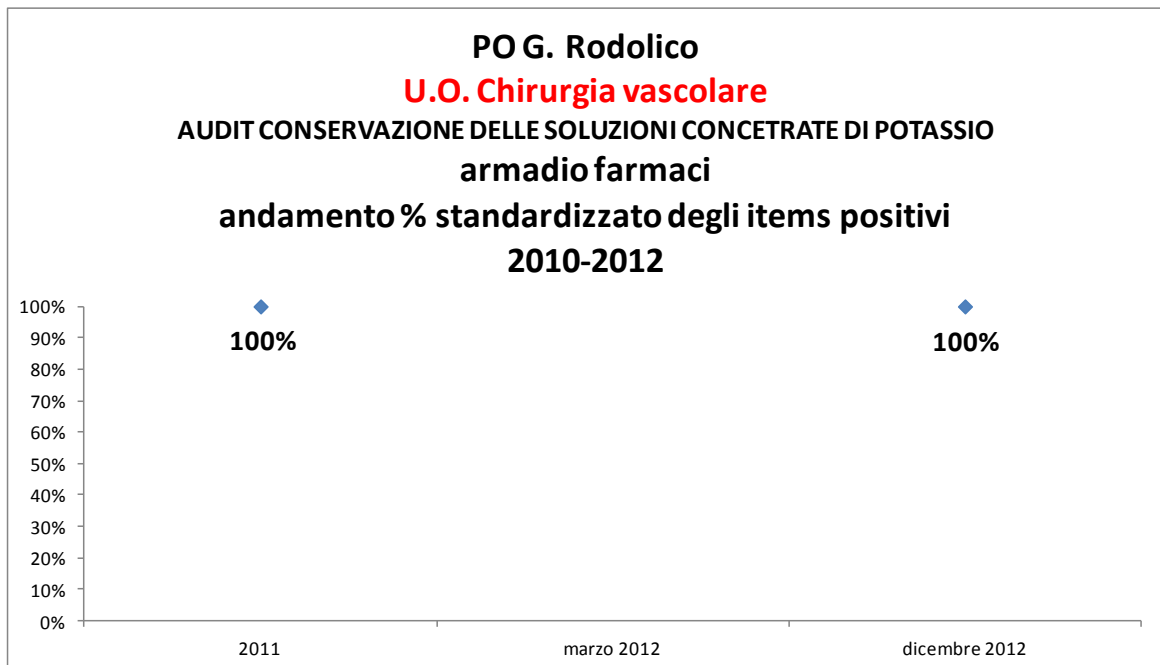 PO G. Rodolico
U.O. Chirurgia vascolare
AUDIT CONSERVAZIONE DELLE SOLUZIONI CONCETRATE DI POTASSIO
armadio farmaci
andamento % standardizzato degli items positivi
2010-2012
100%
90%
80%
70%
60%
50%
40%
30%
20%
10%
0%
100%
100%
2011
marzo 2012
dicembre 2012